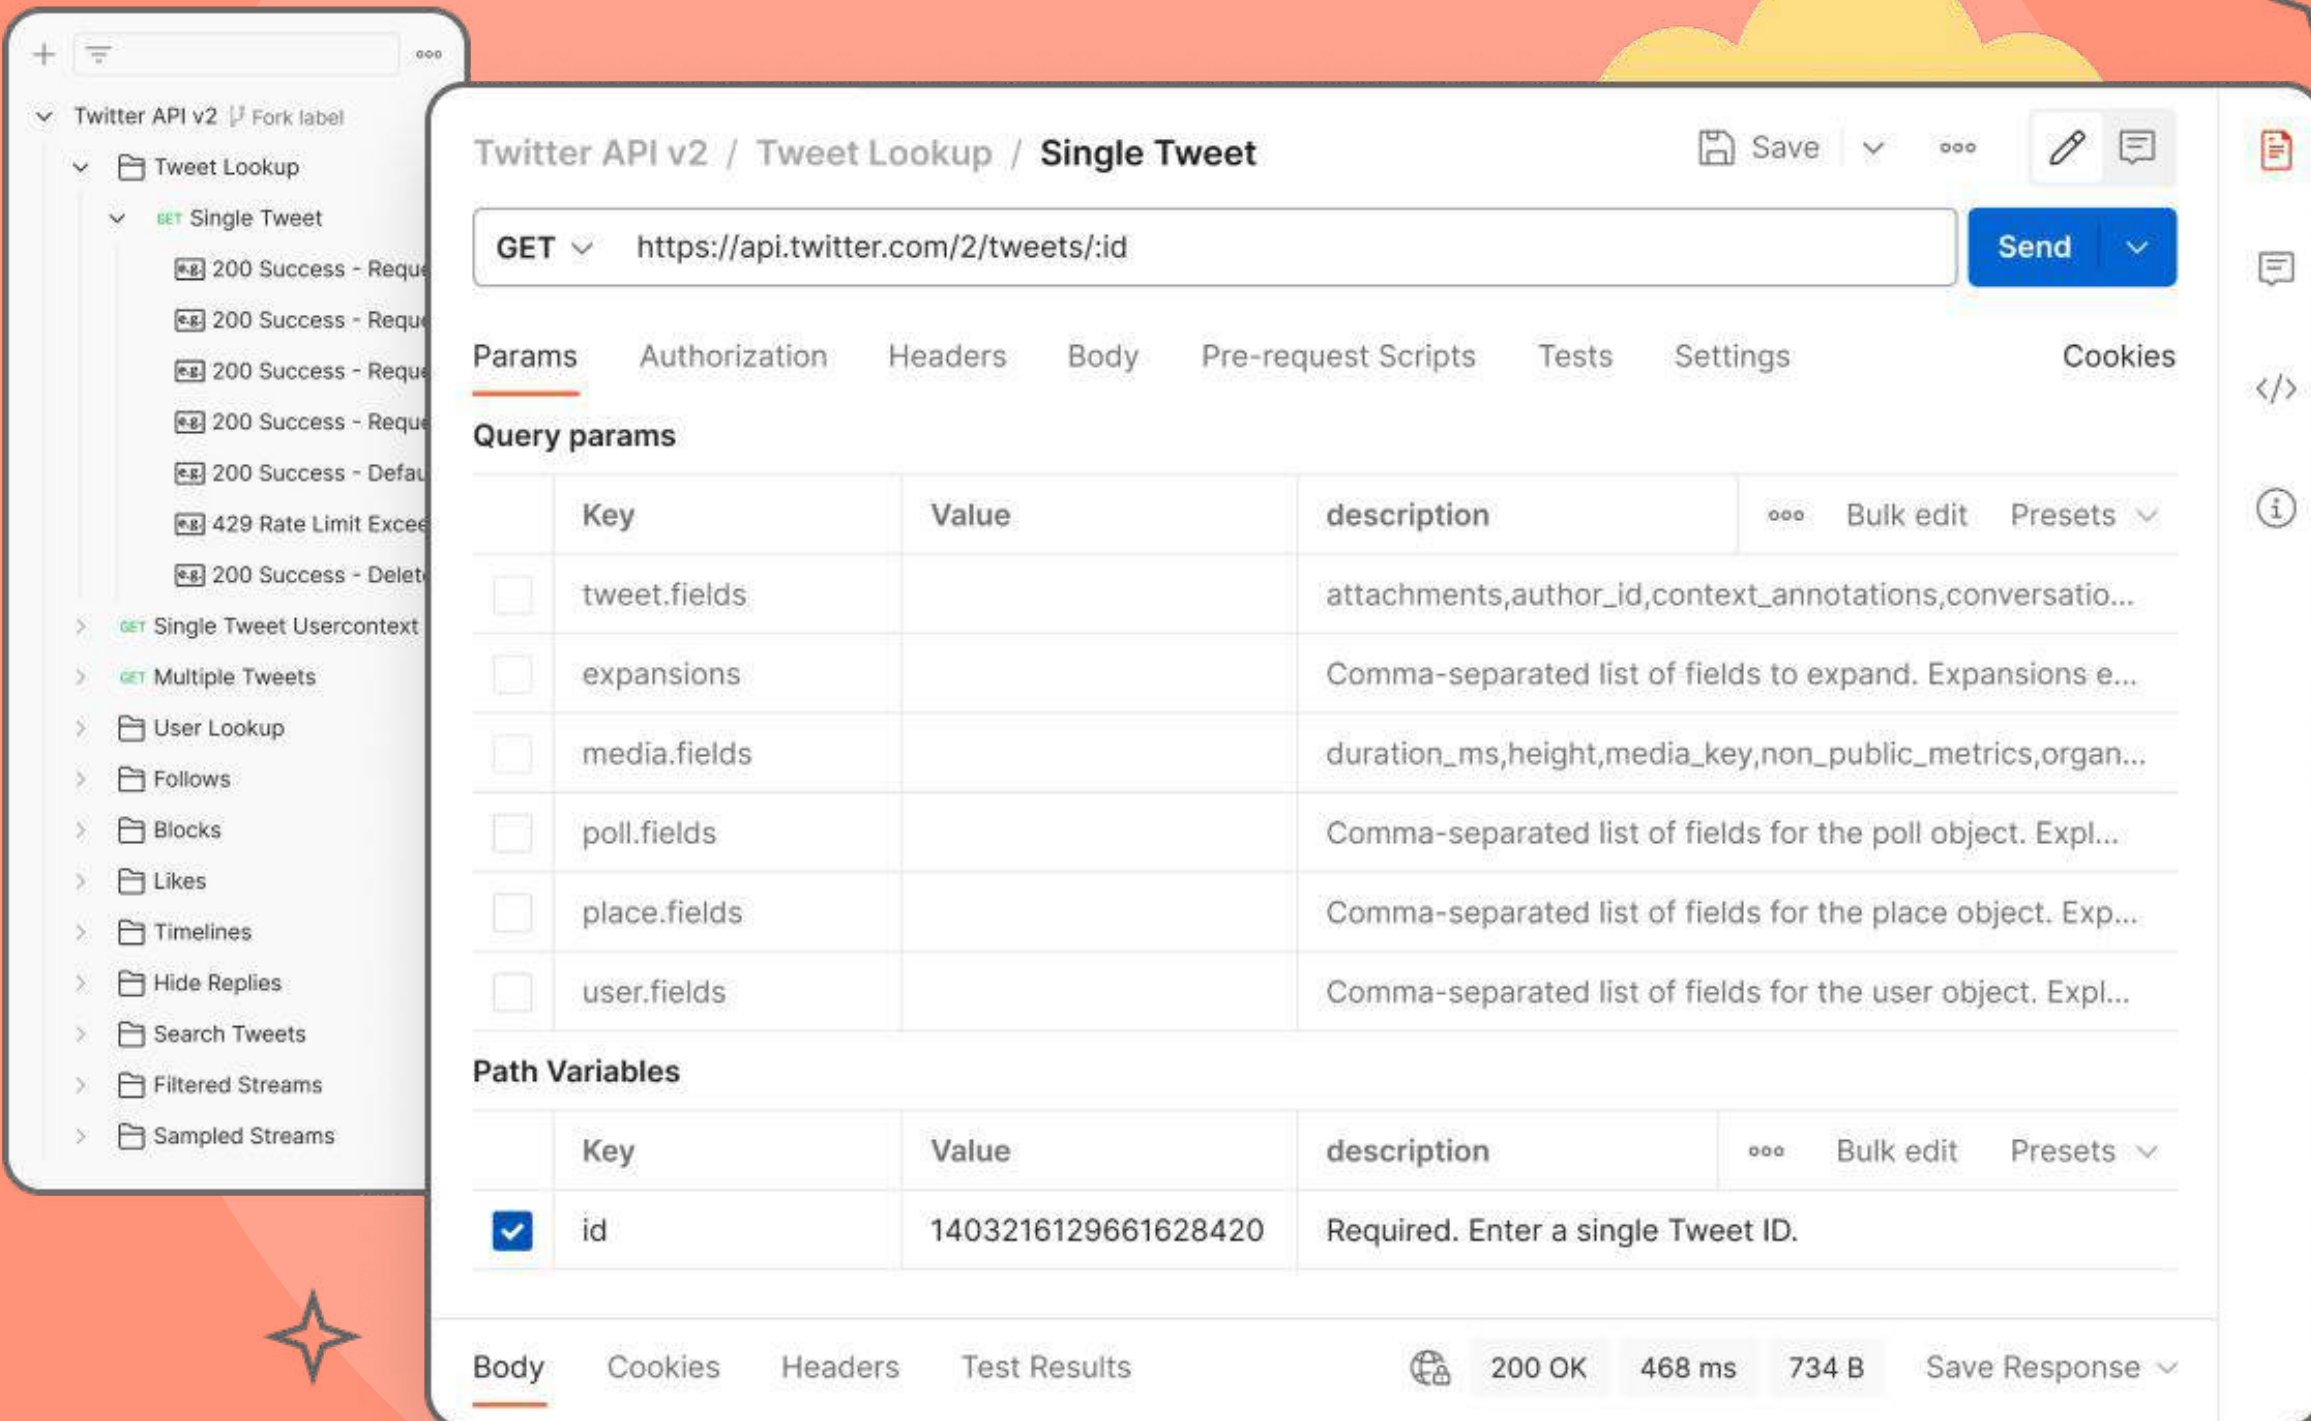 Twitter API v2 Fork label
Tweet Lookup
GET Single Tweet
e.g. 200 Success - Reque
e.g. 200 Success - Reque
e.g. 200 Success - Reque
e.g. 200 Success - Reque
e.g. 200 Success - Defau
e.g. 429 Rate Limit Excee
e.g. 200 Success - Delete
GET Single Tweet Usercontext
GET Multiple Tweets
User Lookup
Follows
Blocks
Likes
Timelines
Hide Replies
Search Tweets
Filtered Streams
Sampled Streams
Twitter API v2 / Tweet Lookup / Single Tweet
Save
GET https://api.twitter.com/2/tweets/:id
Send
Params Authorization Headers Body Pre-request Scripts Tests Settings Cookies
Query params
Key Value description ooo Bulk edit Presets
tweet.fields attachments,author_id,context_annotations,conversatio...
expansions Comma-separated list of fields to expand. Expansions e...
media.fields duration_ms,height,media_key,non_public_metrics,organ...
poll.fields Comma-separated list of fields for the poll object. Expl...
place.fields Comma-separated list of fields for the place object. Exp...
user.fields Comma-separated list of fields for the user object. Expl...
Path Variables
Key Value description ooo Bulk edit Presets
id 1403216129661628420 Required. Enter a single Tweet ID.
Body Cookies Headers Test Results 200 OK 468 ms 734 B Save Response